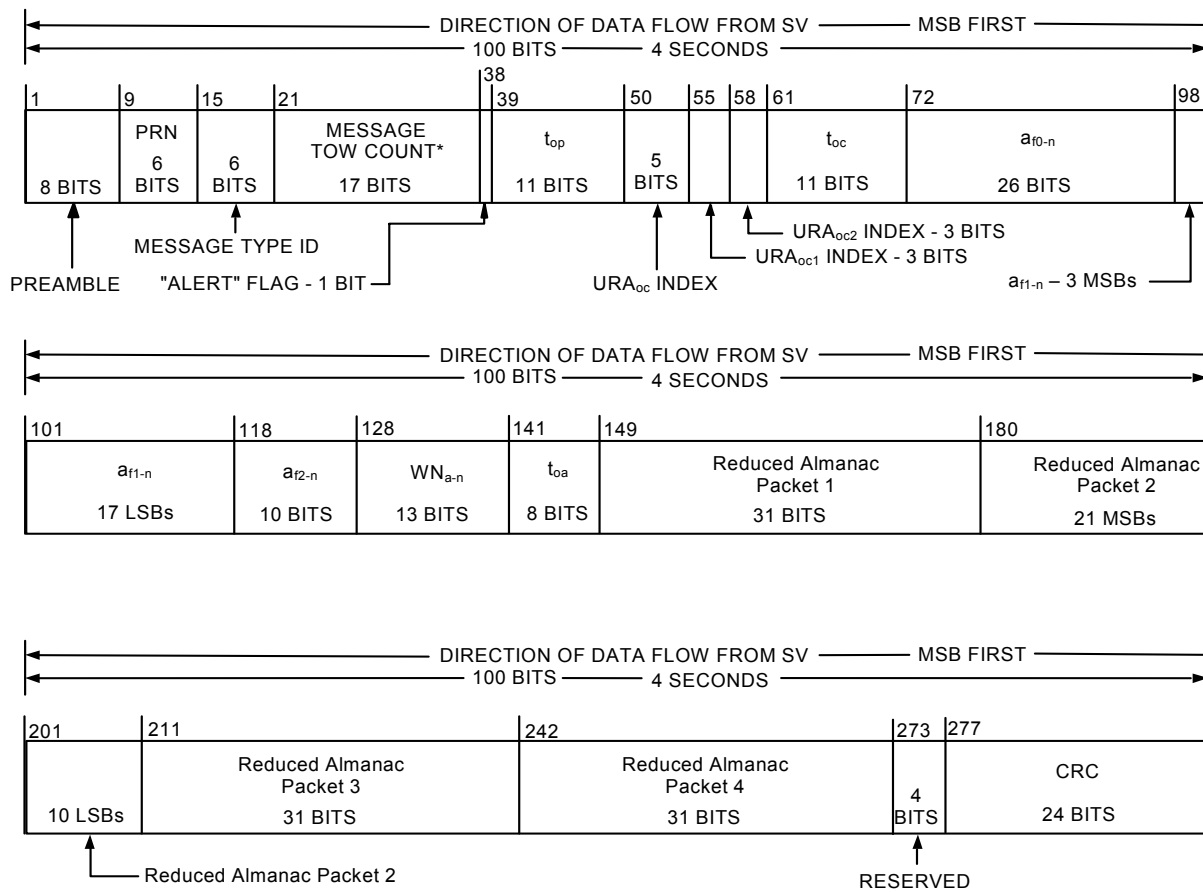 DIRECTION OF DATA FLOW FROM SV MSB FIRST
100 BITS 4 SECONDS
1 9 15 21 38 39 50 55 58 61 72 98
8 BITS
PRN
6
BITS
6
BITS
MESSAGE
TOW COUNT*
17 BITS
top
11 BITS
5
BITS
toc
11 BITS
af0-n
26 BITS
URAoc2 INDEX - 3 BITS
MESSAGE TYPE ID
URAoc1 INDEX - 3 BITS
PREAMBLE
"ALERT" FLAG - 1 BIT
URAoc INDEX
af1-n – 3 MSBs
DIRECTION OF DATA FLOW FROM SV MSB FIRST
100 BITS 4 SECONDS
101 118 128 141 149 180
af1-n
17 LSBs
af2-n
10 BITS
WNa-n
13 BITS
toa
8 BITS
Reduced Almanac
Packet 1
31 BITS
Reduced Almanac
Packet 2
21 MSBs
DIRECTION OF DATA FLOW FROM SV MSB FIRST
100 BITS 4 SECONDS
201 211 242 273 277
10 LSBs
Reduced Almanac
Packet 3
31 BITS
Reduced Almanac
Packet 4
31 BITS
4
BITS
CRC
24 BITS
Reduced Almanac Packet 2
RESERVED